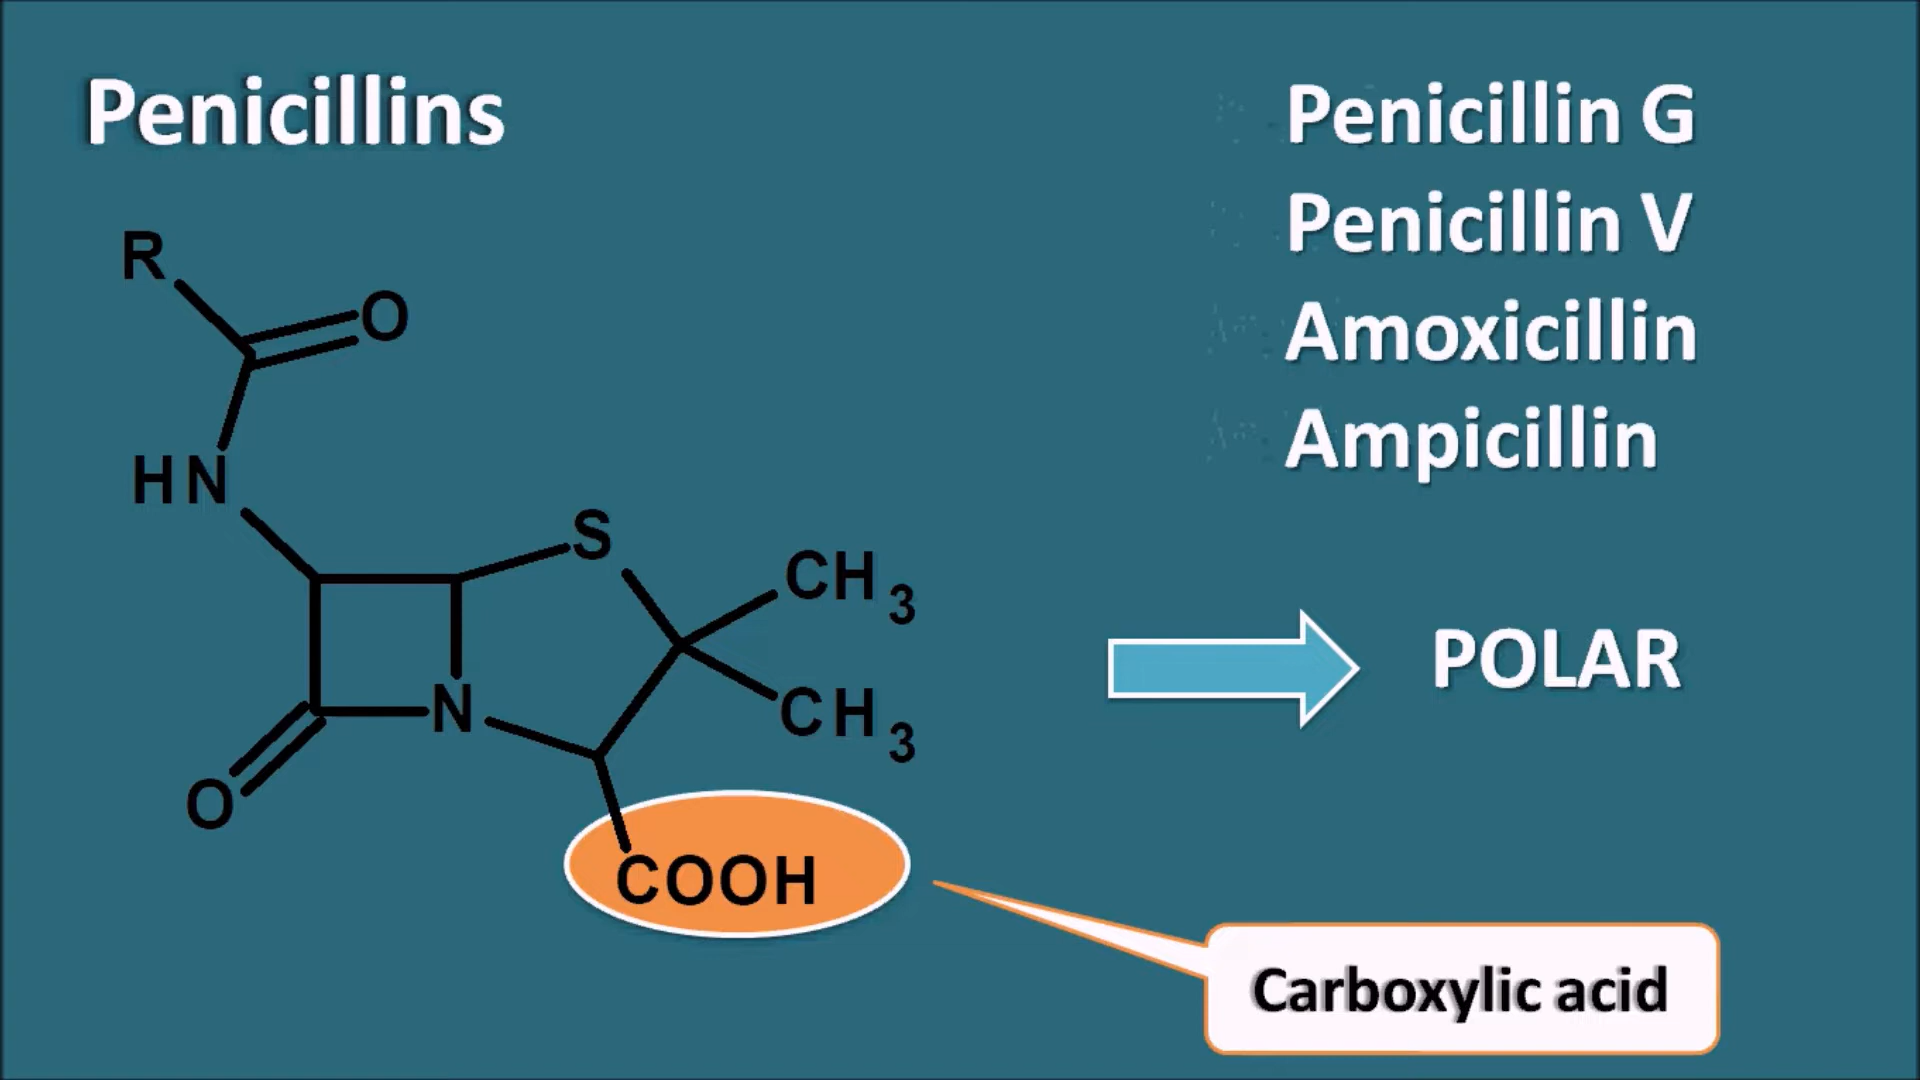 Penicillins
Penicillin G
Penicillin V
Amoxicillin
Ampicillin
R
O
HN
S
CH3
N
CH3
O
COOH
POLAR
Carboxylic acid